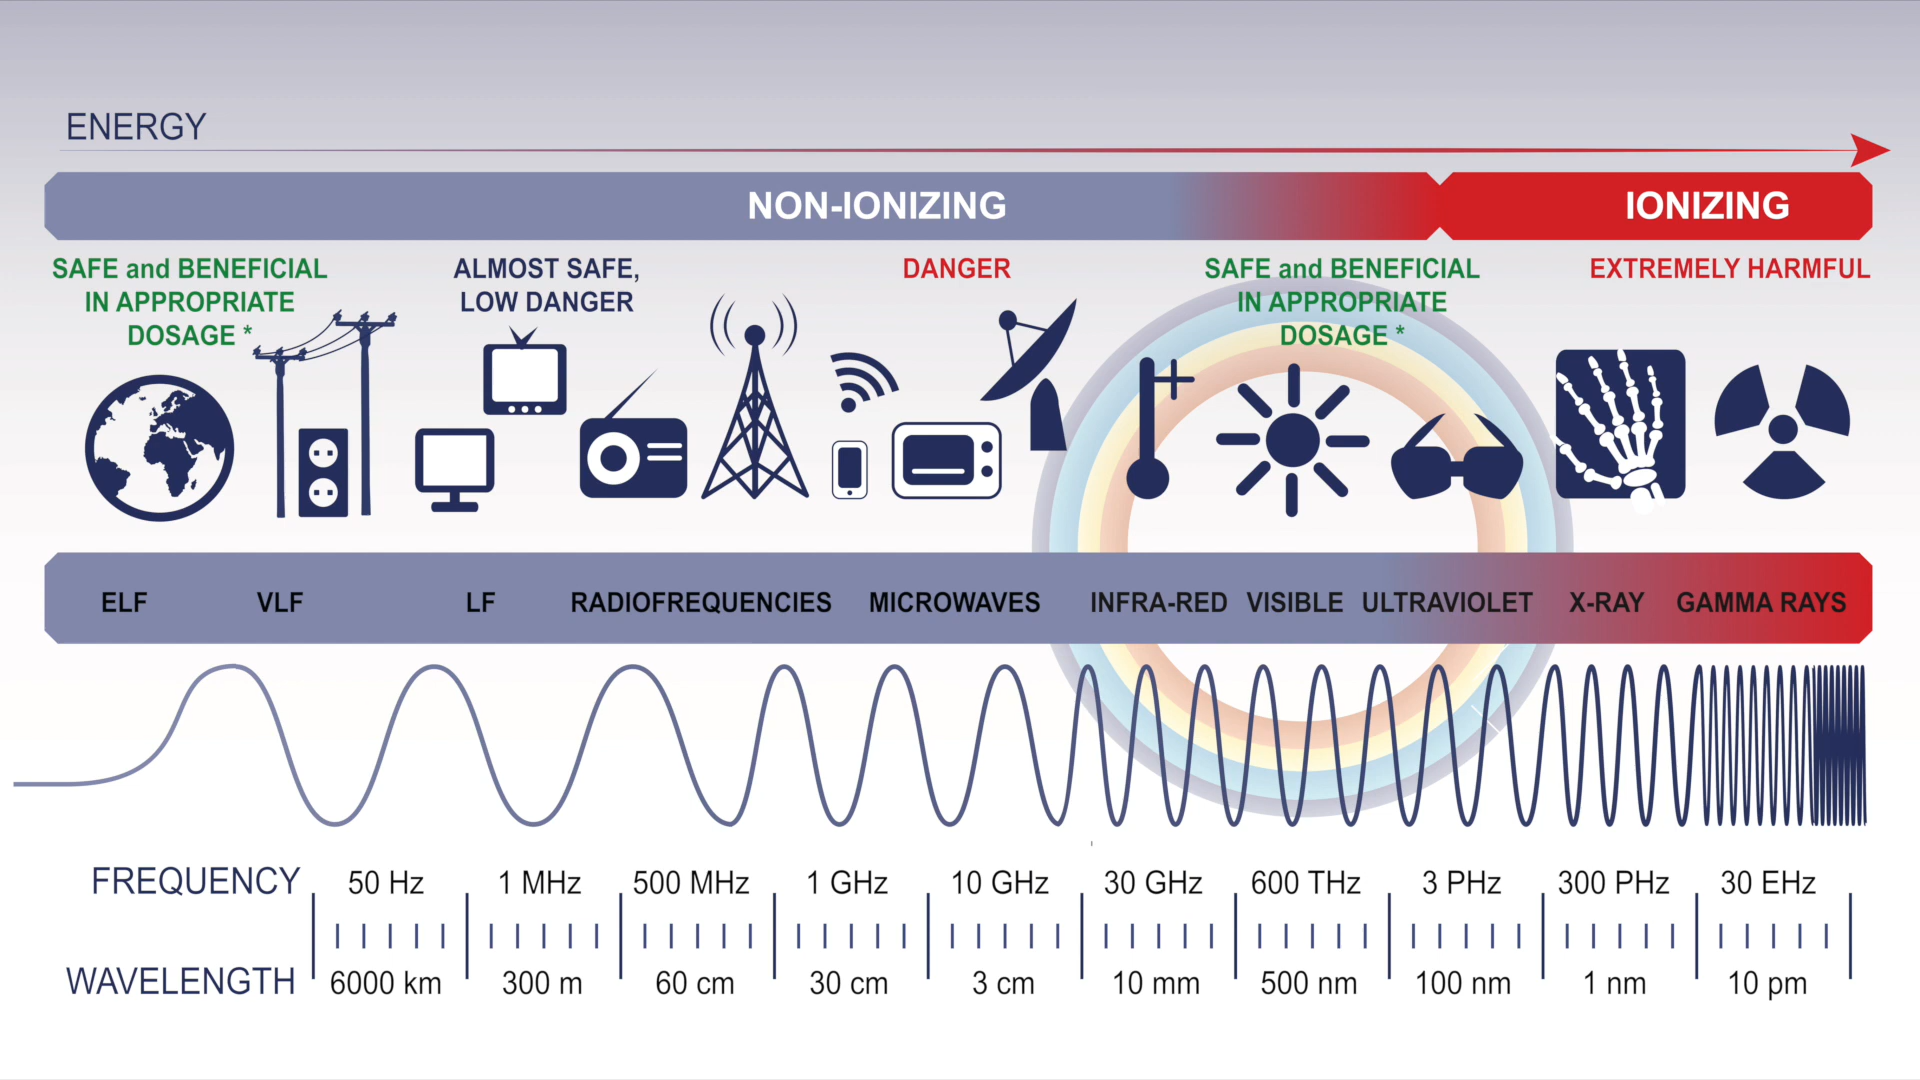 ENERGY
NON-IONIZING
IONIZING
SAFE and BENEFICIAL
IN APPROPRIATE
DOSAGE *
ALMOST SAFE,
LOW DANGER
DANGER
SAFE and BENEFICIAL
IN APPROPRIATE
DOSAGE *
EXTREMELY HARMFUL
ELF VLF LF RADIOFREQUENCIES MICROWAVES INFRA-RED VISIBLE ULTRAVIOLET X-RAY GAMMA RAYS
FREQUENCY 50 Hz 1 MHz 500 MHz 1 GHz 10 GHz 30 GHz 600 THz 3 PHz 300 PHz 30 EHz
WAVELENGTH 6000 km 300 m 60 cm 30 cm 3 cm 10 mm 500 nm 100 nm 1 nm 10 pm